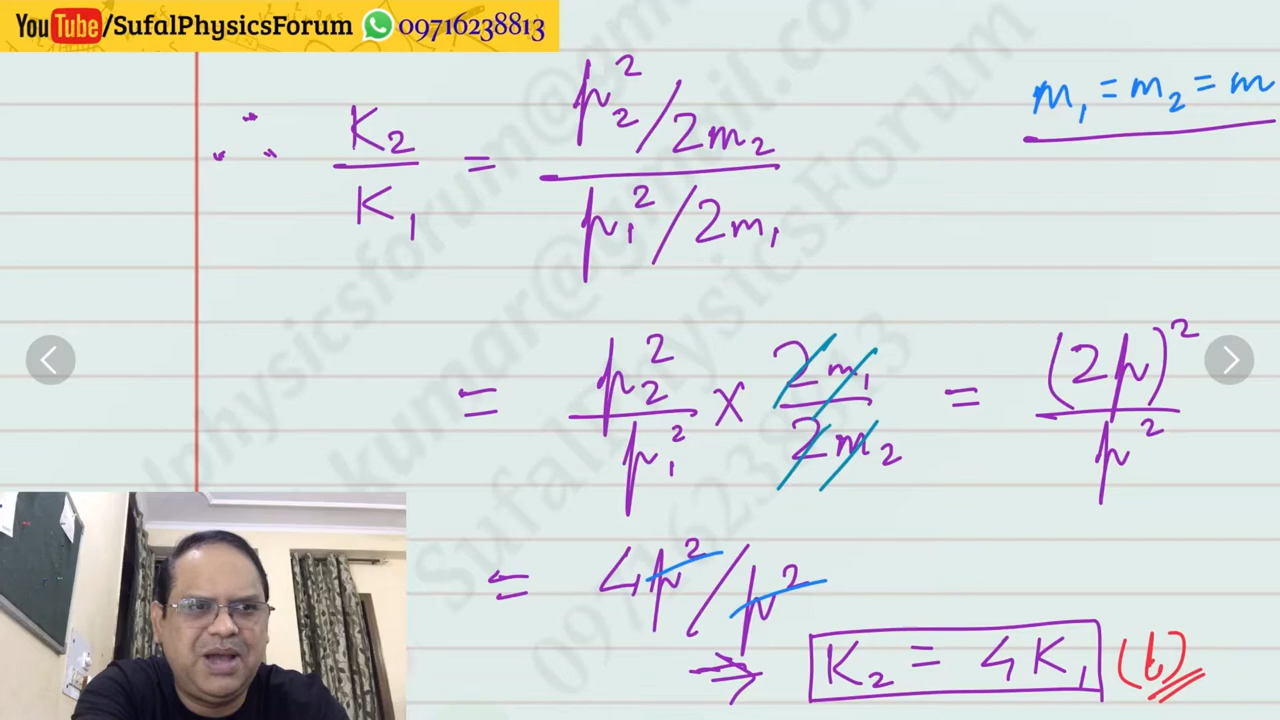 YouTube/SufalPhysicsForum 09716238813
m₁ = m₂ = m
∴ K₂/K₁ = (p₂²/2m₂)/(p₁²/2m₁)
= p₂²/p₁² × 2m₁/2m₂ = (2p)²/p²
= 4p²/p²
⇒ K₂ = 4K₁ (b)